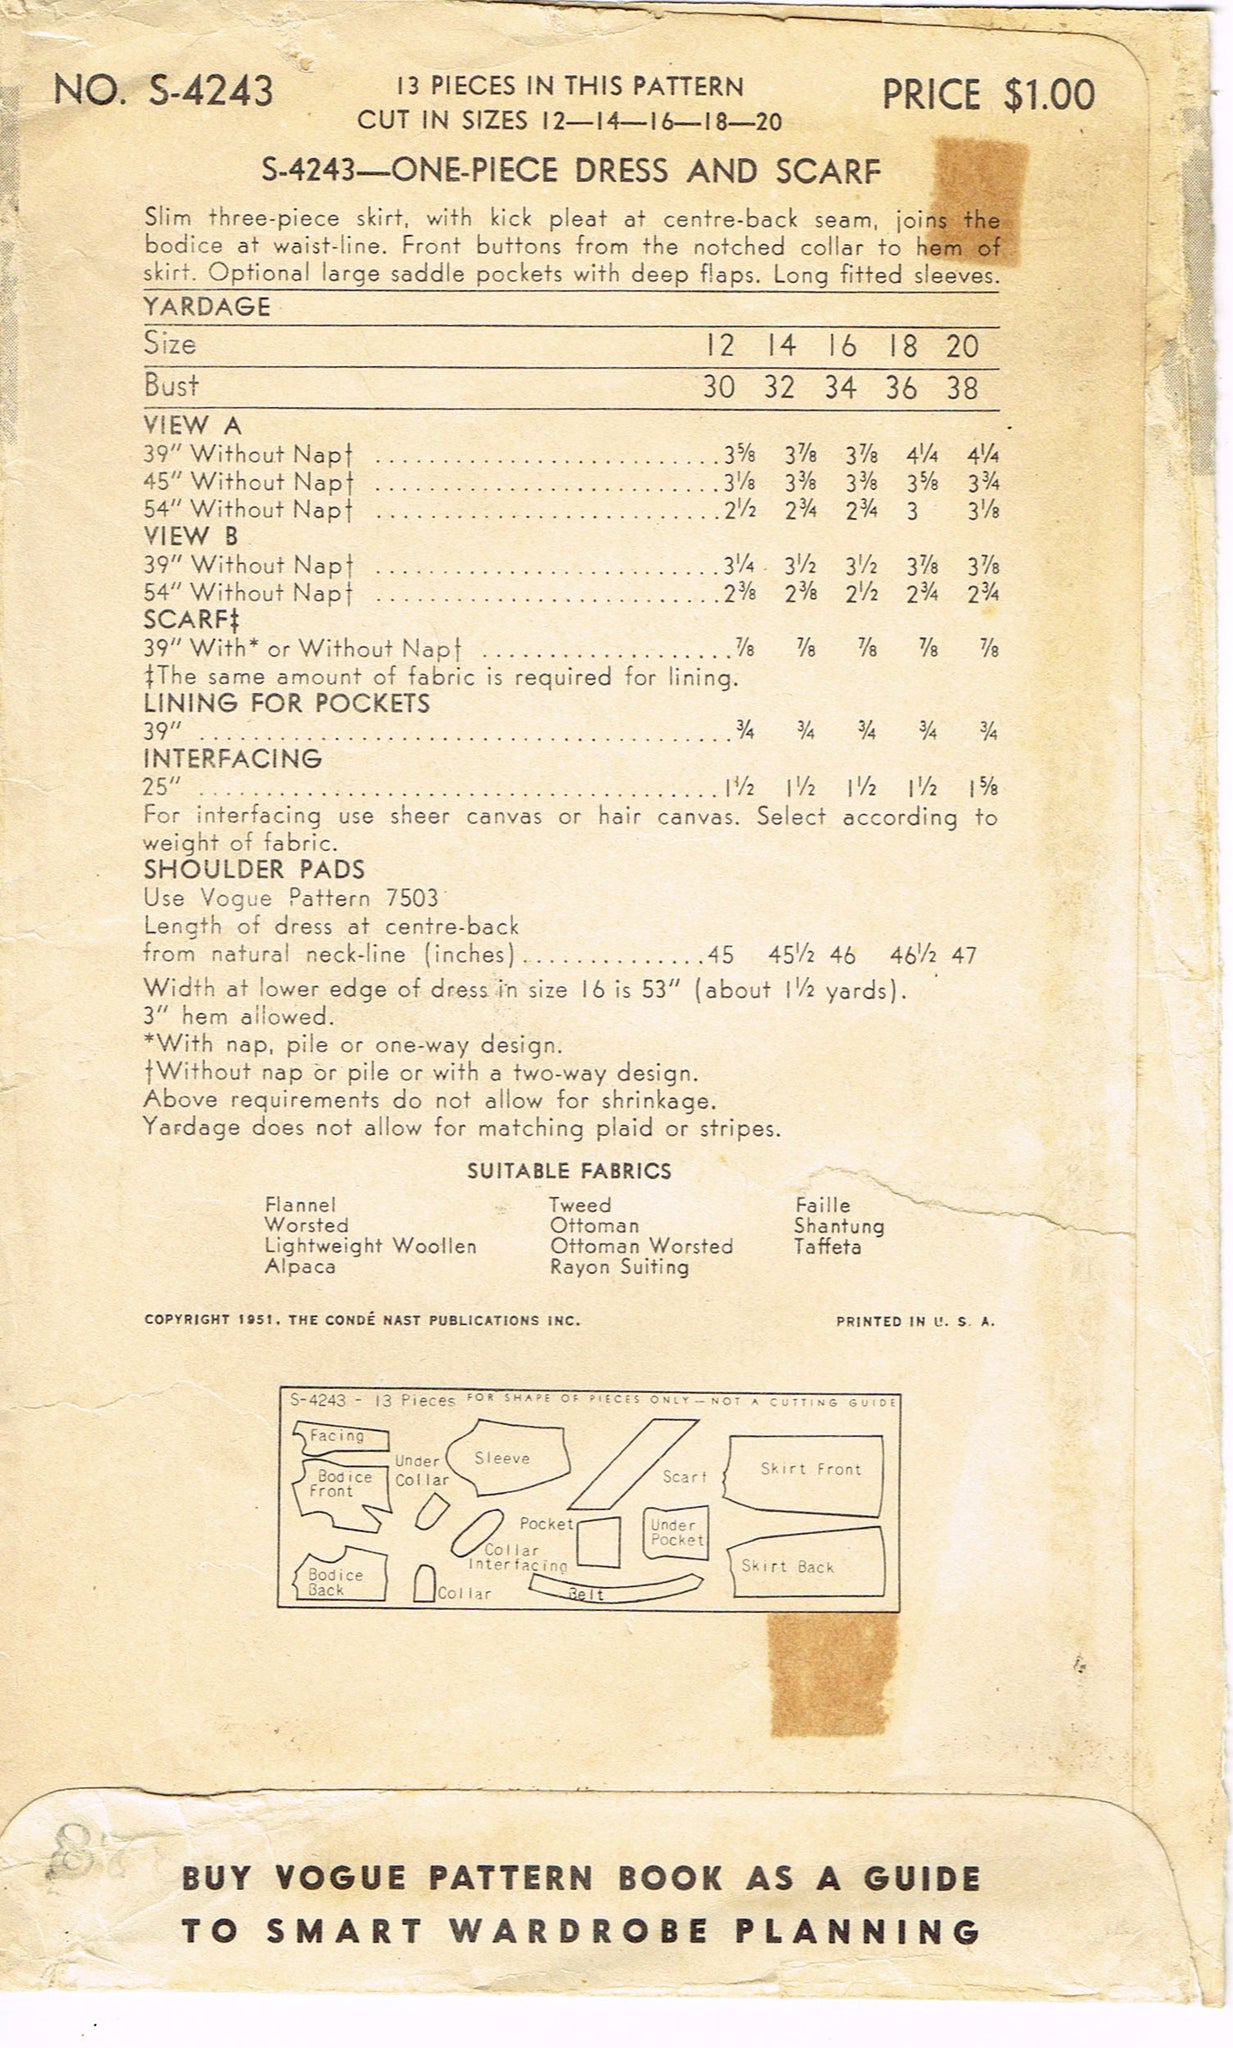 NO. S-4243
13 PIECES IN THIS PATTERN
PRICE $1.00
CUT IN SIZES 12—14—16—18—20
S-4243—ONE-PIECE DRESS AND SCARF
Slim three-piece skirt, with kick pleat at centre-back seam, joins the
bodice at waist-line. Front buttons from the notched collar to hem of
skirt. Optional large saddle pockets with deep flaps. Long fitted sleeves.
YARDAGE
Size 12 14 16 18 20
Bust 30 32 34 36 38
VIEW A
39" Without Nap† ........................ 3⅝ 3⅞ 3⅞ 4¼ 4¼
45" Without Nap† ........................ 3⅛ 3⅜ 3⅜ 3⅝ 3¾
54" Without Nap† ........................ 2½ 2¾ 2¾ 3 3⅛
VIEW B
39" Without Nap† ........................ 3¼ 3½ 3½ 3⅞ 3⅞
54" Without Nap† ........................ 2⅜ 2⅜ 2½ 2¾ 2¾
SCARF‡
39" With* or Without Nap† .................. ⅞ ⅞ ⅞ ⅞ ⅞
‡The same amount of fabric is required for lining.
LINING FOR POCKETS
39" ..................................... ¾ ¾ ¾ ¾ ¾
INTERFACING
25" ..................................... 1½ 1½ 1½ 1½ 1⅝
For interfacing use sheer canvas or hair canvas. Select according to
weight of fabric.
SHOULDER PADS
Use Vogue Pattern 7503
Length of dress at centre-back
from natural neck-line (inches).............45 45½ 46 46½ 47
Width at lower edge of dress in size 16 is 53" (about 1½ yards).
3" hem allowed.
*With nap, pile or one-way design.
†Without nap or pile or with a two-way design.
Above requirements do not allow for shrinkage.
Yardage does not allow for matching plaid or stripes.
SUITABLE FABRICS
Flannel Tweed Faille
Worsted Ottoman Shantung
Lightweight Woollen Ottoman Worsted Taffeta
Alpaca Rayon Suiting
COPYRIGHT 1951, THE CONDÉ NAST PUBLICATIONS INC. PRINTED IN U. S. A.
S-4243 - 13 Pieces FOR SHAPE OF PIECES ONLY—NOT A CUTTING GUIDE
Facing
Bodice
Front
Under
Collar
Sleeve
Scarf
Skirt Front
Pocket
Under
Pocket
Collar
Interfacing
Bodice
Back
Collar
Belt
Skirt Back
BUY VOGUE PATTERN BOOK AS A GUIDE
TO SMART WARDROBE PLANNING